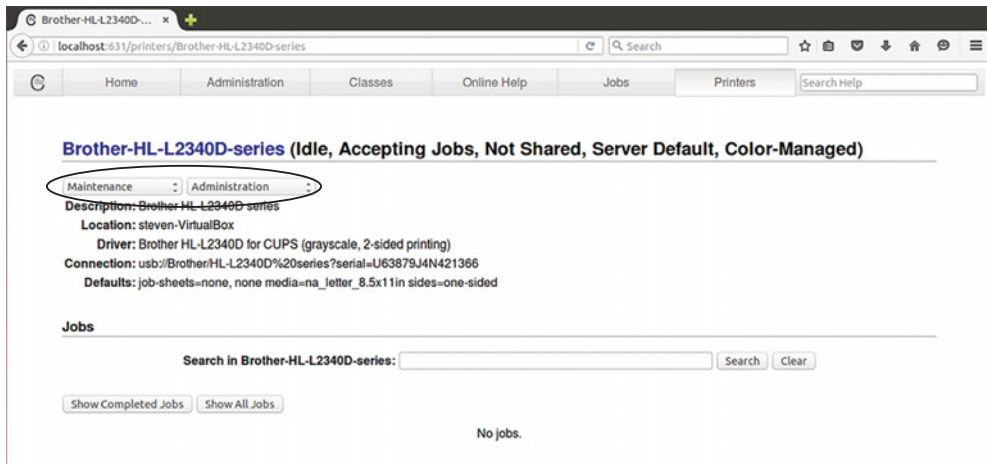 Brother-HL-L2340D-... ×
localhost:631/printers/Brother-HL-L2340D-series
Search
Home Administration Classes Online Help Jobs Printers Search Help
Brother-HL-L2340D-series (Idle, Accepting Jobs, Not Shared, Server Default, Color-Managed)
Maintenance Administration
Description: Brother HL-L2340D series
Location: steven-VirtualBox
Driver: Brother HL-L2340D for CUPS (grayscale, 2-sided printing)
Connection: usb://Brother/HL-L2340D%20series?serial=U63879J4N421366
Defaults: job-sheets=none, none media=na_letter_8.5x11in sides=one-sided
Jobs
Search in Brother-HL-L2340D-series: Search Clear
Show Completed Jobs Show All Jobs
No jobs.